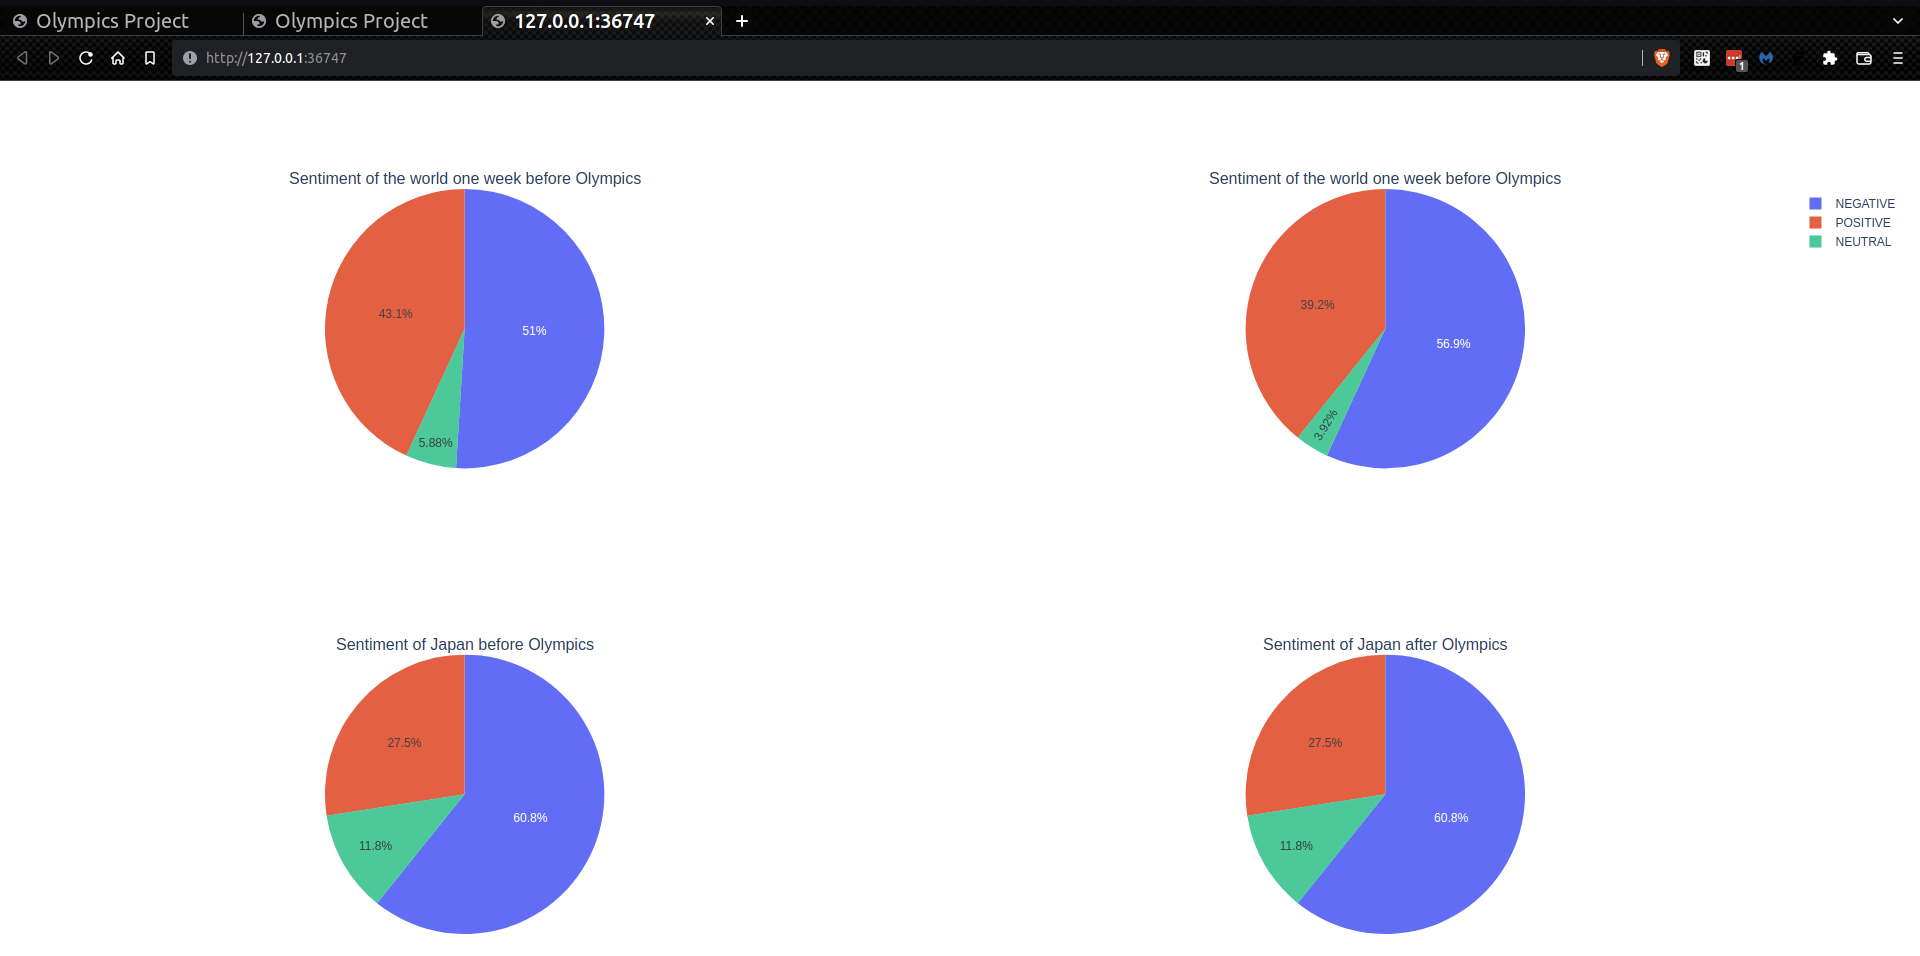 Olympics Project
Olympics Project
127.0.0.1:36747
http://127.0.0.1:36747
1
Sentiment of the world one week before Olympics
43.1%
51%
5.88%
Sentiment of the world one week before Olympics
39.2%
56.9%
3.92%
NEGATIVE
POSITIVE
NEUTRAL
Sentiment of Japan before Olympics
27.5%
60.8%
11.8%
Sentiment of Japan after Olympics
27.5%
60.8%
11.8%